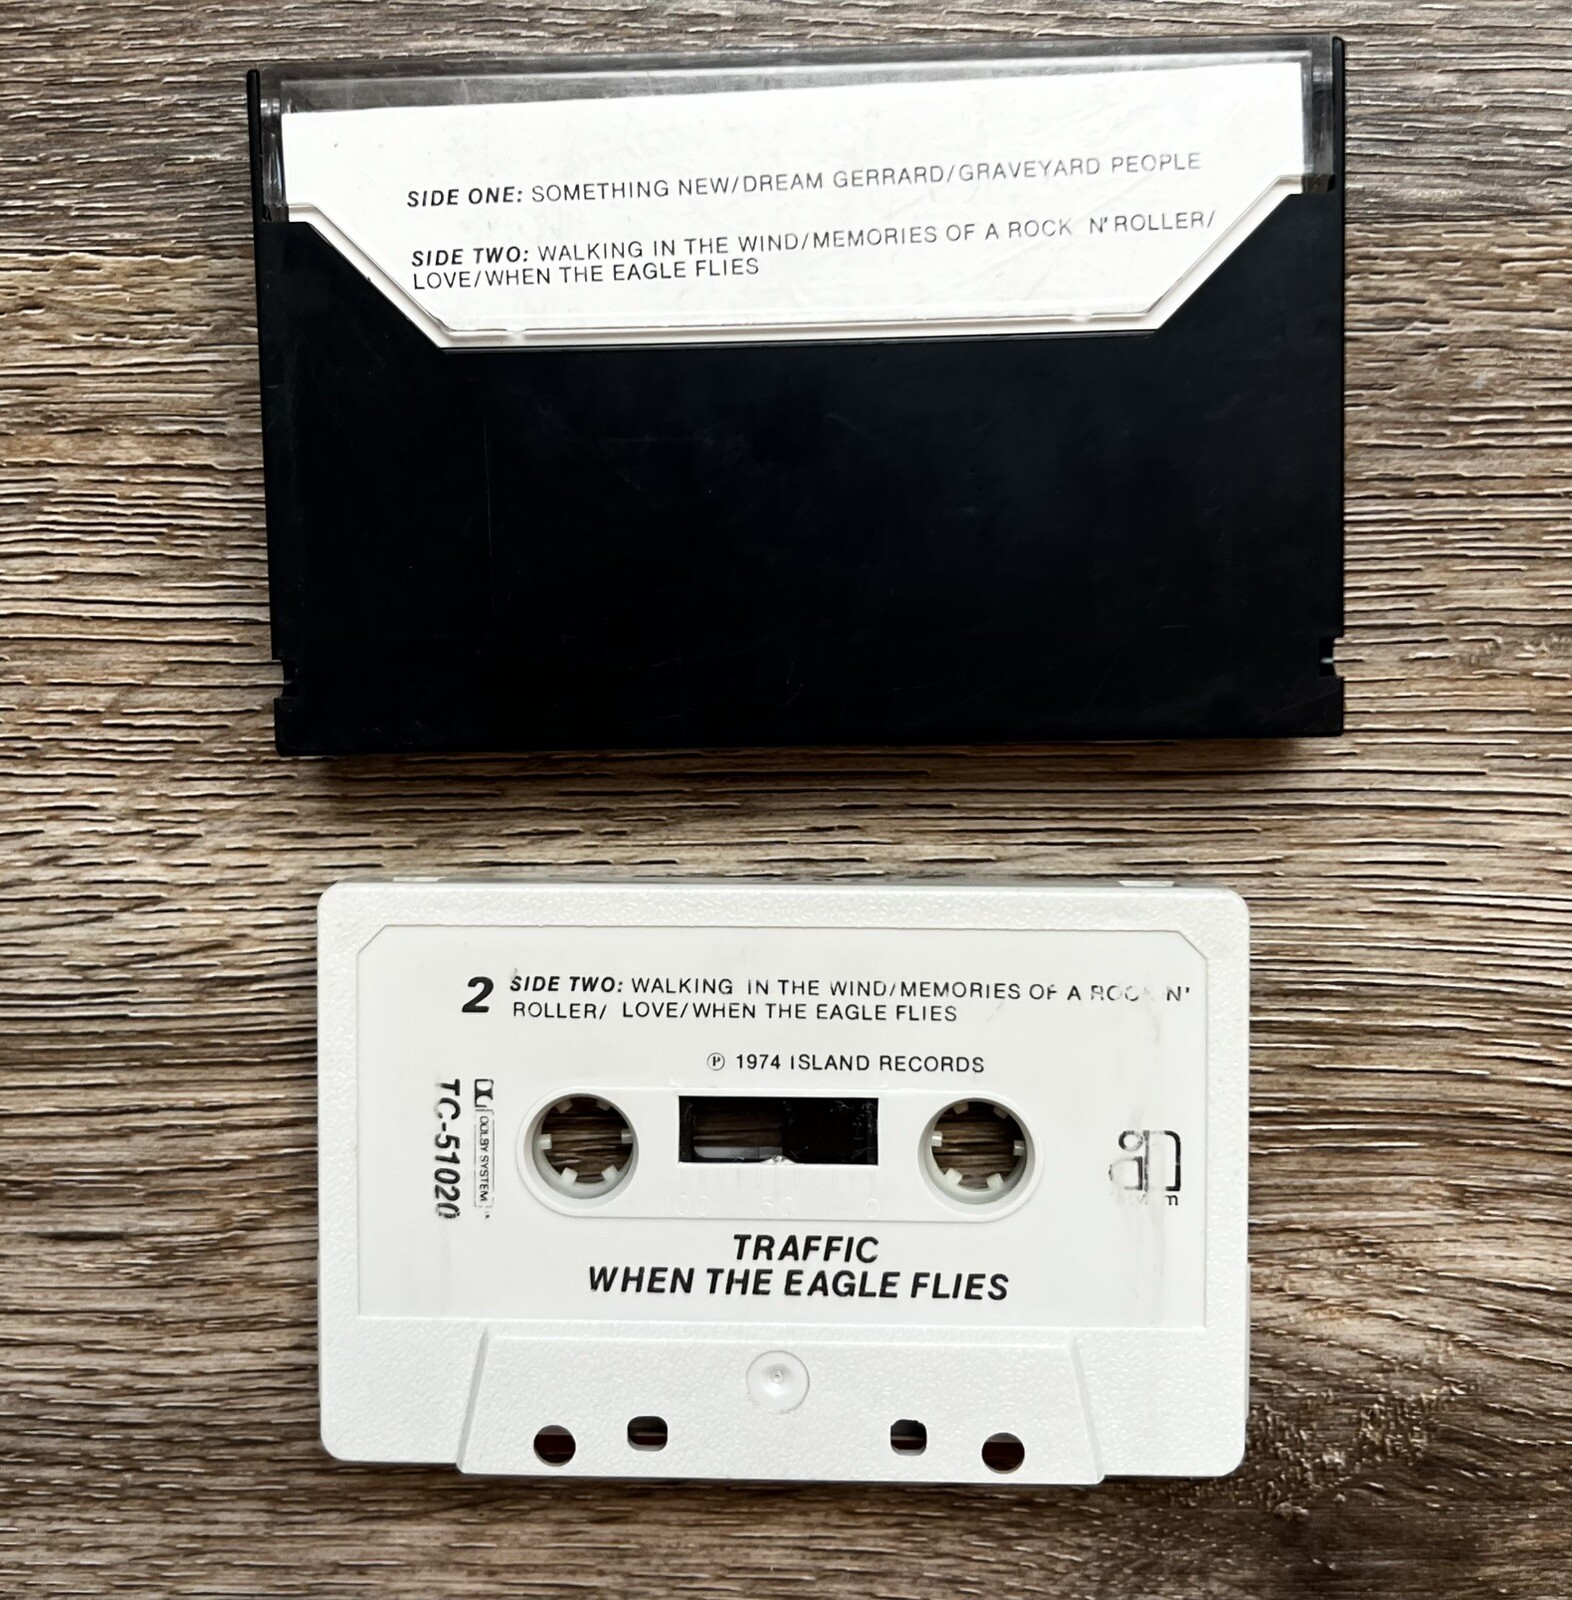 SIDE ONE: SOMETHING NEW/DREAM GERRARD/GRAVEYARD PEOPLE
SIDE TWO: WALKING IN THE WIND/MEMORIES OF A ROCK N' ROLLER/
LOVE/WHEN THE EAGLE FLIES
2 SIDE TWO: WALKING IN THE WIND/MEMORIES OF A ROCK N'
ROLLER/ LOVE/WHEN THE EAGLE FLIES
Ⓟ 1974 ISLAND RECORDS
TC-51020
DOLBY SYSTEM
100 50 0
TRAFFIC
WHEN THE EAGLE FLIES